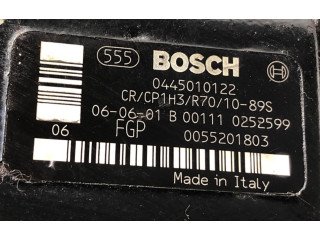 555 BOSCH
0445010122
CR/CP1H3/R70/10-89S
06-06-01 B 00111 0252599
06 FGP 0055201803
Made in Italy